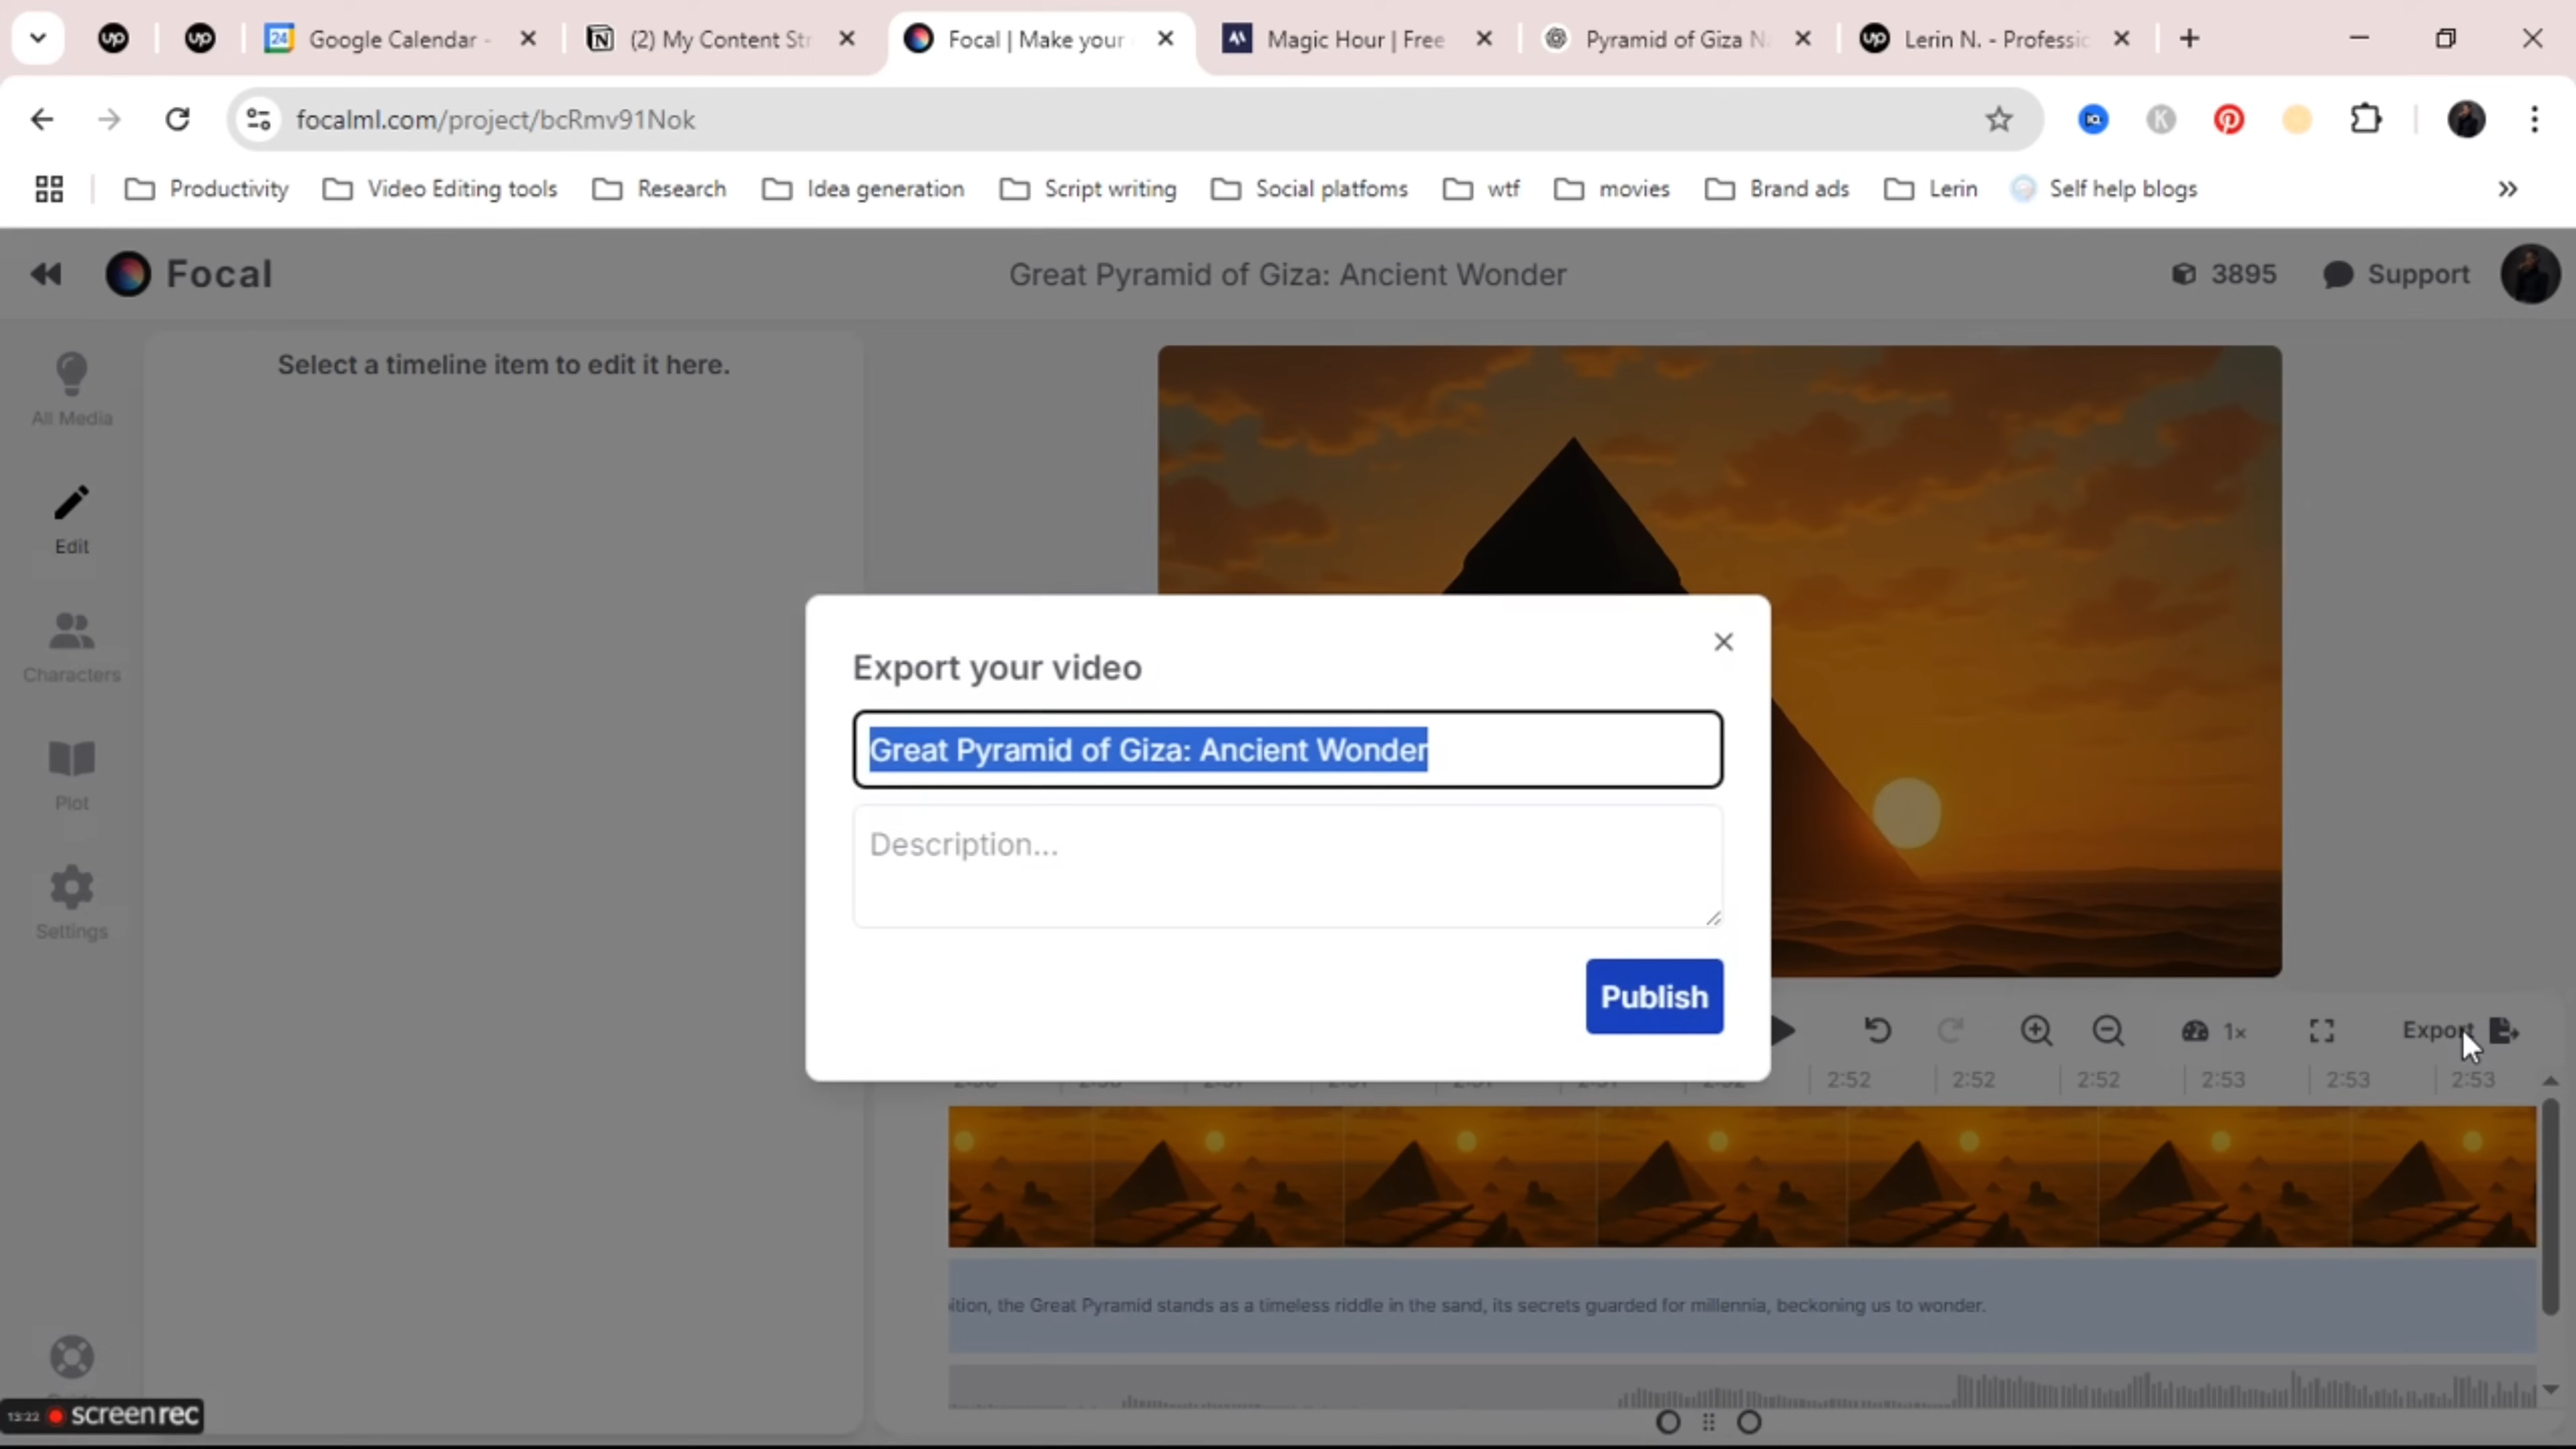 Google Calendar -
(2) My Content Str
Focal | Make your
Magic Hour | Free
Pyramid of Giza N
Lerin N. - Professio
focalml.com/project/bcRmv91Nok
Productivity
Video Editing tools
Research
Idea generation
Script writing
Social platfoms
wtf
movies
Brand ads
Lerin
Self help blogs
Focal
Great Pyramid of Giza: Ancient Wonder
3895
Support
All Media
Edit
Characters
Plot
Settings
Select a timeline item to edit it here.
Export your video
Great Pyramid of Giza: Ancient Wonder
Description...
Publish
1×
Export
2:52 2:52 2:52 2:53 2:53 2:53
ition, the Great Pyramid stands as a timeless riddle in the sand, its secrets guarded for millennia, beckoning us to wonder.
13:22 screenrec